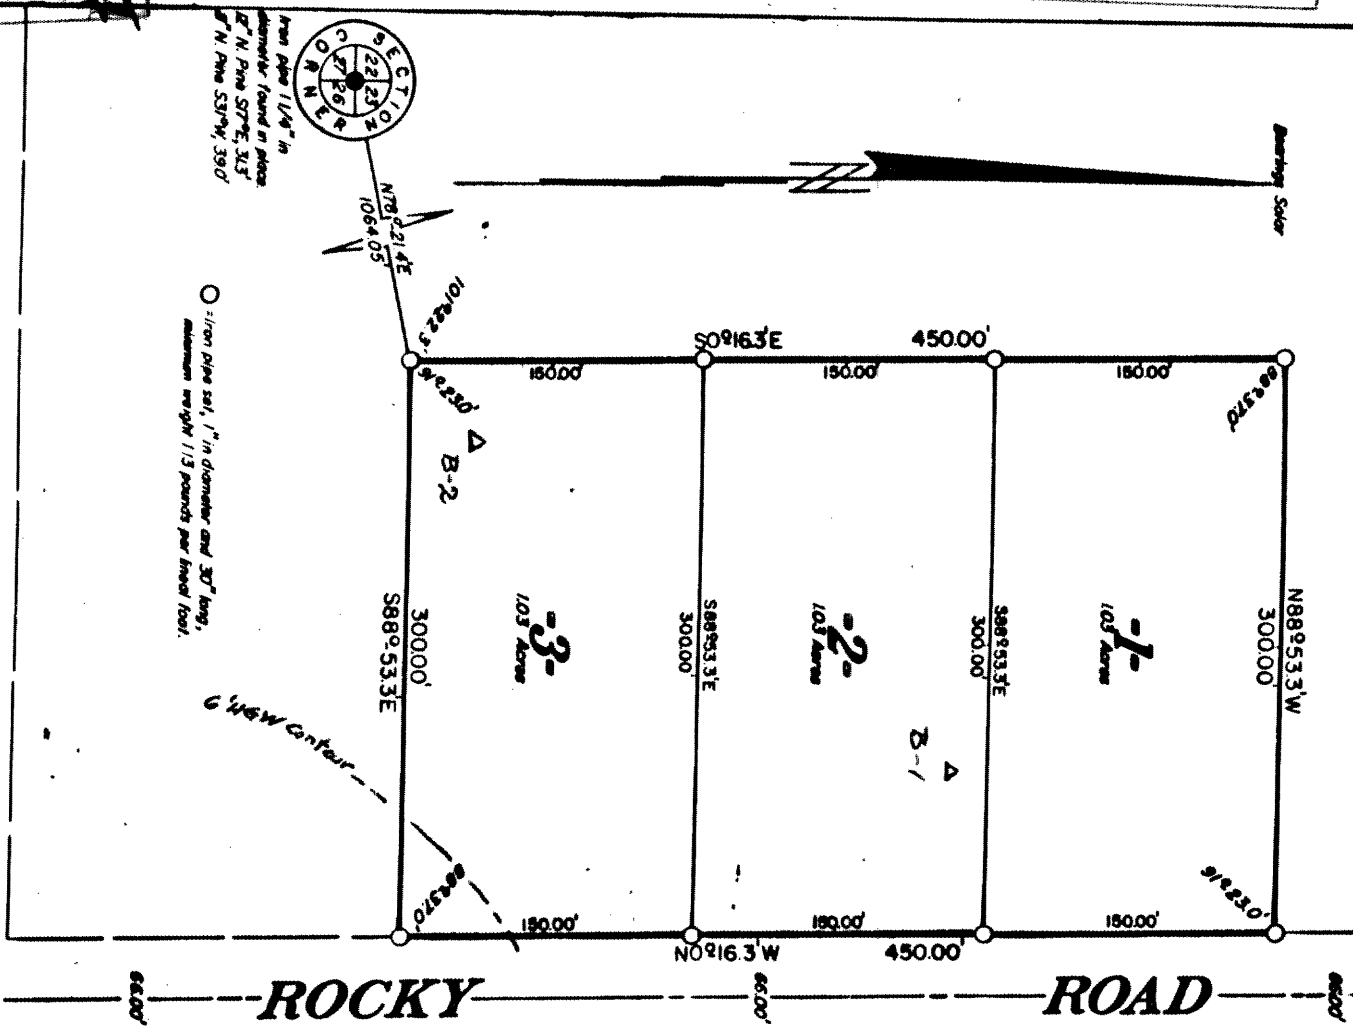 SECTION CORNER
22 23
27 26
Iron pipe 1 1/4" in
diameter found in place.
12" N. Pine S17°E, 31.3'
8" N. Pine S31°W, 39.0'
N78°-21.4'E
1064.05'
Bearings Solar
101°22.3'
O = Iron pipe set, 1" in diameter and 30" long,
minimum weight 1.13 pounds per lineal foot.
S0°16.3'E
450.00'
150.00'
150.00'
150.00'
91°23.0'
88°37.0'
B-2
S88°53.3'E
300.00'
-3-
1.03 Acres
S88°53.3'E
300.00'
-2-
1.03 Acres
S88°53.3'E
300.00'
-1-
1.03 Acres
N88°53.3'W
300.00'
B-1
6' HGW Contour
88°37.0'
91°23.0'
150.00'
150.00'
150.00'
N0°16.3'W
450.00'
66.00'
66.00'
66.00'
ROCKY ROAD